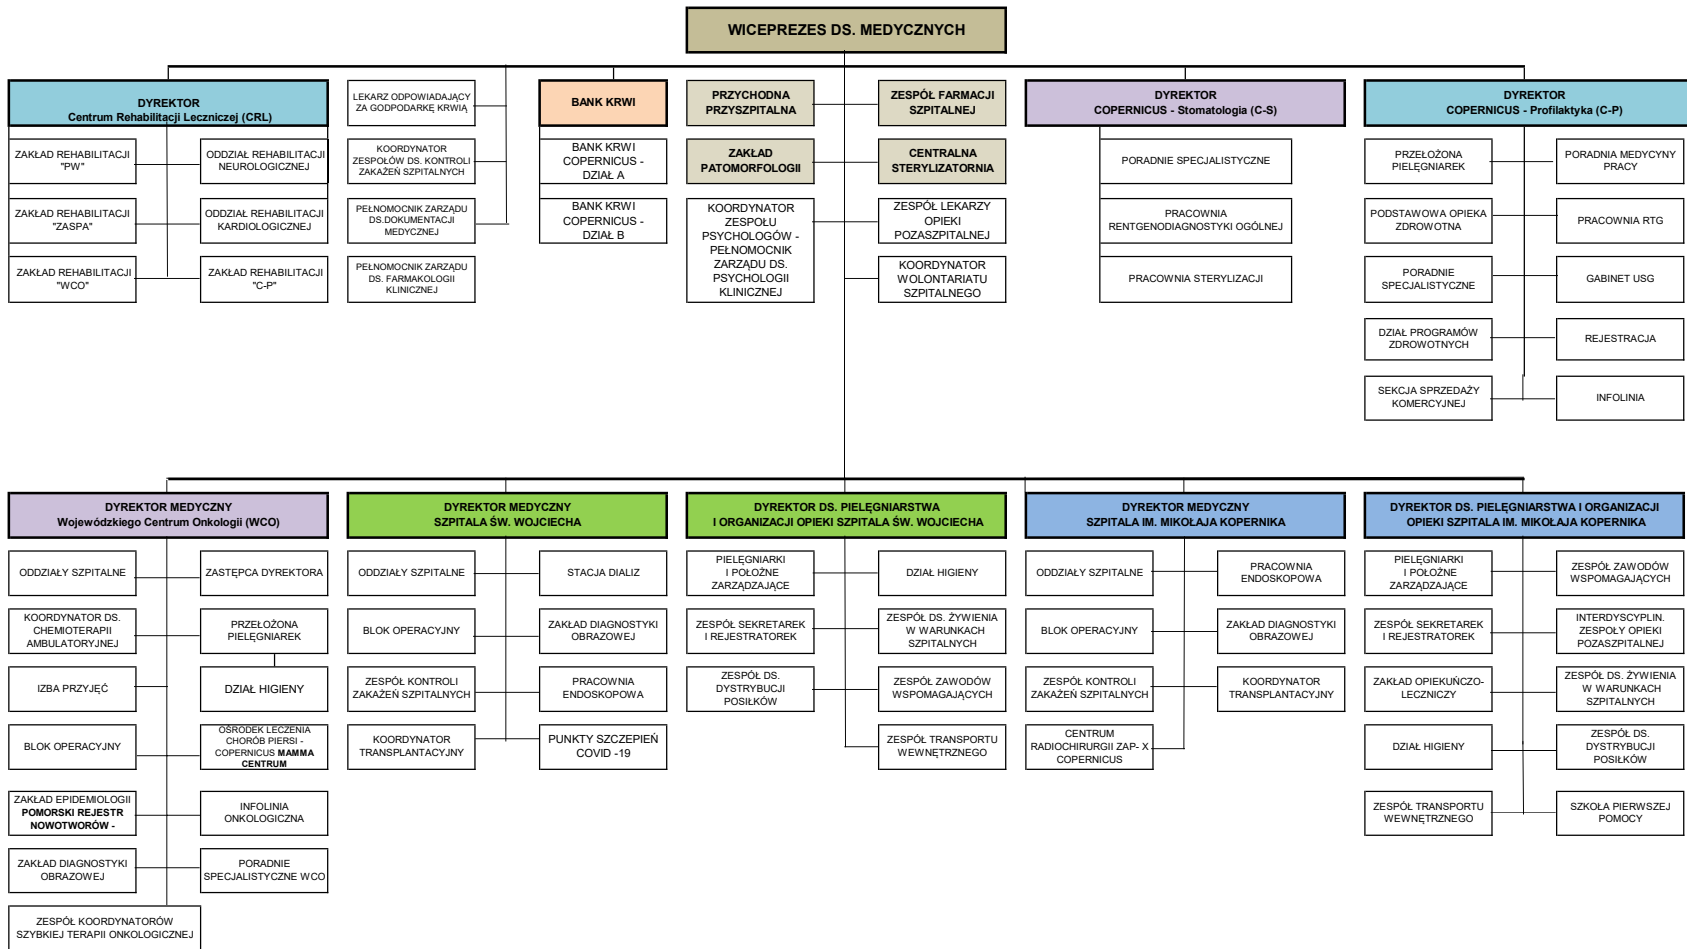 WICEPREZES DS. MEDYCZNYCH
DYREKTOR
Centrum Rehabilitacji Leczniczej (CRL)
ZAKŁAD REHABILITACJI
"PW"
ODDZIAŁ REHABILITACJI
NEUROLOGICZNEJ
ZAKŁAD REHABILITACJI
"ZASPA"
ODDZIAŁ REHABILITACJI
KARDIOLOGICZNEJ
ZAKŁAD REHABILITACJI
"WCO"
ZAKŁAD REHABILITACJI
"C-P"
LEKARZ ODPOWIADAJĄCY
ZA GODPODARKĘ KRWIĄ
KOORDYNATOR
ZESPOŁÓW DS. KONTROLI
ZAKAŻEŃ SZPITALNYCH
PEŁNOMOCNIK ZARZĄDU
DS.DOKUMENTACJI
MEDYCZNEJ
PEŁNOMOCNIK ZARZĄDU
DS. FARMAKOLOGII
KLINICZNEJ
BANK KRWI
BANK KRWI
COPERNICUS -
DZIAŁ A
BANK KRWI
COPERNICUS -
DZIAŁ B
PRZYCHODNA
PRZYSZPITALNA
ZESPÓŁ FARMACJI
SZPITALNEJ
ZAKŁAD
PATOMORFOLOGII
CENTRALNA
STERYLIZATORNIA
KOORDYNATOR
ZESPOŁU
PSYCHOLOGÓW -
PEŁNOMOCNIK
ZARZĄDU DS.
PSYCHOLOGII
KLINICZNEJ
ZESPÓŁ LEKARZY
OPIEKI
POZASZPITALNEJ
KOORDYNATOR
WOLONTARIATU
SZPITALNEGO
DYREKTOR
COPERNICUS - Stomatologia (C-S)
PORADNIE SPECJALISTYCZNE
PRACOWNIA
RENTGENODIAGNOSTYKI OGÓLNEJ
PRACOWNIA STERYLIZACJI
DYREKTOR
COPERNICUS - Profilaktyka (C-P)
PRZEŁOŻONA
PIELĘGNIAREK
PORADNIA MEDYCYNY
PRACY
PODSTAWOWA OPIEKA
ZDROWOTNA
PRACOWNIA RTG
PORADNIE
SPECJALISTYCZNE
GABINET USG
DZIAŁ PROGRAMÓW
ZDROWOTNYCH
REJESTRACJA
SEKCJA SPRZEDAŻY
KOMERCYJNEJ
INFOLINIA
DYREKTOR MEDYCZNY
Wojewódzkiego Centrum Onkologii (WCO)
ODDZIAŁY SZPITALNE
ZASTĘPCA DYREKTORA
KOORDYNATOR DS.
CHEMIOTERAPII
AMBULATORYJNEJ
PRZEŁOŻONA
PIELĘGNIAREK
IZBA PRZYJĘĆ
DZIAŁ HIGIENY
BLOK OPERACYJNY
OŚRODEK LECZENIA
CHORÓB PIERSI -
COPERNICUS MAMMA
CENTRUM
ZAKŁAD EPIDEMIOLOGII
POMORSKI REJESTR
NOWOTWORÓW -
INFOLINIA
ONKOLOGICZNA
ZAKŁAD DIAGNOSTYKI
OBRAZOWEJ
PORADNIE
SPECJALISTYCZNE WCO
ZESPÓŁ KOORDYNATORÓW
SZYBKIEJ TERAPII ONKOLOGICZNEJ
DYREKTOR MEDYCZNY
SZPITALA ŚW. WOJCIECHA
ODDZIAŁY SZPITALNE
STACJA DIALIZ
BLOK OPERACYJNY
ZAKŁAD DIAGNOSTYKI
OBRAZOWEJ
ZESPÓŁ KONTROLI
ZAKAŻEŃ SZPITALNYCH
PRACOWNIA
ENDOSKOPOWA
KOORDYNATOR
TRANSPLANTACYJNY
PUNKTY SZCZEPIEŃ
COVID -19
DYREKTOR DS. PIELĘGNIARSTWA
I ORGANIZACJI OPIEKI SZPITALA ŚW. WOJCIECHA
PIELĘGNIARKI
I POŁOŻNE
ZARZĄDZAJĄCE
DZIAŁ HIGIENY
ZESPÓŁ SEKRETAREK
I REJESTRATOREK
ZESPÓŁ DS. ŻYWIENIA
W WARUNKACH
SZPITALNYCH
ZESPÓŁ DS.
DYSTRYBUCJI
POSIŁKÓW
ZESPÓŁ ZAWODÓW
WSPOMAGAJĄCYCH
ZESPÓŁ TRANSPORTU
WEWNĘTRZNEGO
DYREKTOR MEDYCZNY
SZPITALA IM. MIKOŁAJA KOPERNIKA
ODDZIAŁY SZPITALNE
PRACOWNIA
ENDOSKOPOWA
BLOK OPERACYJNY
ZAKŁAD DIAGNOSTYKI
OBRAZOWEJ
ZESPÓŁ KONTROLI
ZAKAŻEŃ SZPITALNYCH
KOORDYNATOR
TRANSPLANTACYJNY
CENTRUM
RADIOCHIRURGII ZAP- X
COPERNICUS
DYREKTOR DS. PIELĘGNIARSTWA I ORGANIZACJI
OPIEKI SZPITALA IM. MIKOŁAJA KOPERNIKA
PIELĘGNIARKI
I POŁOŻNE
ZARZĄDZAJĄCE
ZESPÓŁ ZAWODÓW
WSPOMAGAJĄCYCH
ZESPÓŁ SEKRETAREK
I REJESTRATOREK
INTERDYSCYPLIN.
ZESPOŁY OPIEKI
POZASZPITALNEJ
ZAKŁAD OPIEKUŃCZO-
LECZNICZY
ZESPÓŁ DS. ŻYWIENIA
W WARUNKACH
SZPITALNYCH
DZIAŁ HIGIENY
ZESPÓŁ DS.
DYSTRYBUCJI
POSIŁKÓW
ZESPÓŁ TRANSPORTU
WEWNĘTRZNEGO
SZKOŁA PIERWSZEJ
POMOCY